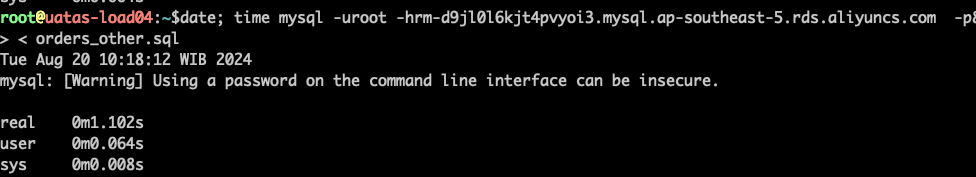 root@uatas-load04:~$date; time mysql -uroot -hrm-d9jl0l6kjt4pvyoi3.mysql.ap-southeast-5.rds.aliyuncs.com -p8
> < orders_other.sql
Tue Aug 20 10:18:12 WIB 2024
mysql: [Warning] Using a password on the command line interface can be insecure.
real 0m1.102s
user 0m0.064s
sys 0m0.008s